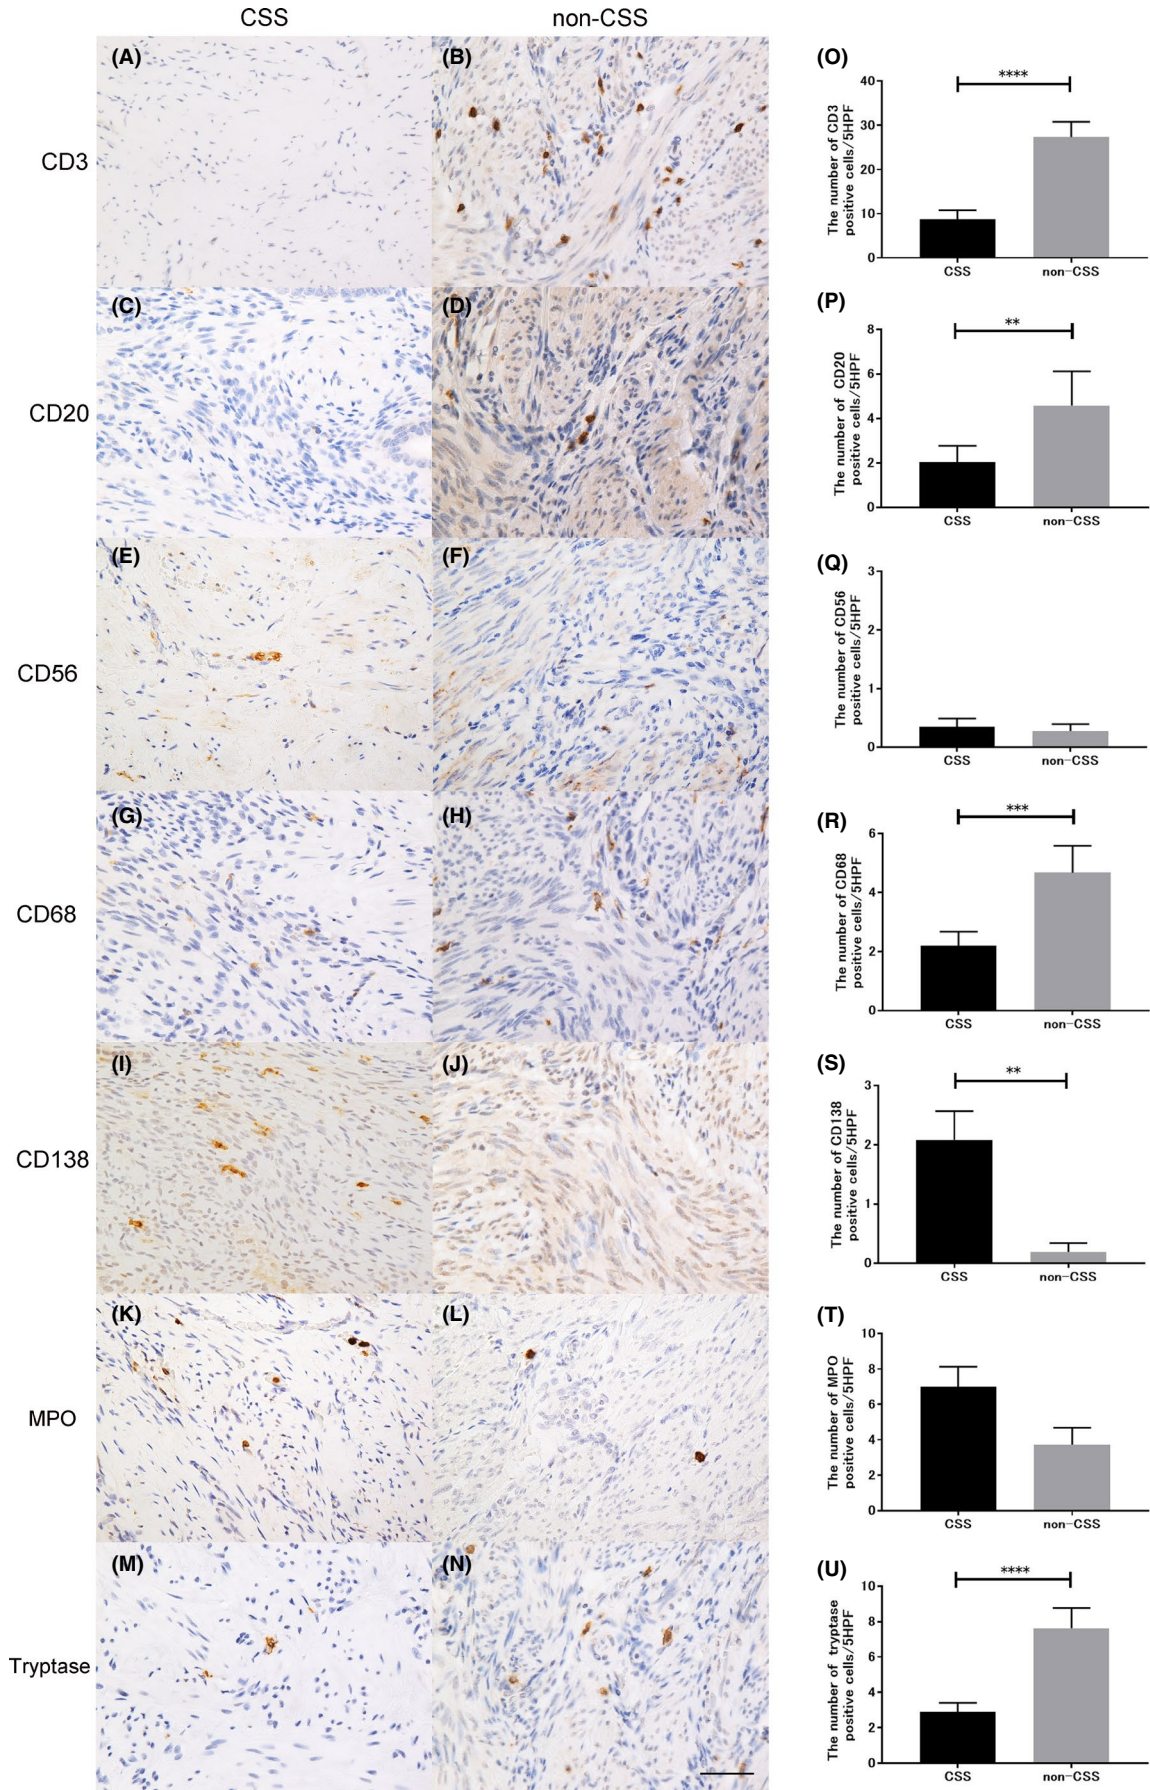 CSS non-CSS
(A) (B)
CD3
(C) (D)
CD20
(E) (F)
CD56
(G) (H)
CD68
(I) (J)
CD138
(K) (L)
MPO
(M) (N)
Tryptase
(O)
****
The number of CD3
positive cells/5HPF
40
30
20
10
0
CSS non-CSS
(P)
**
The number of CD20
positive cells/5HPF
8
6
4
2
0
CSS non-CSS
(Q)
The number of CD56
positive cells/5HPF
3
2
1
0
CSS non-CSS
(R)
***
The number of CD68
positive cells/5HPF
6
4
2
0
CSS non-CSS
(S)
**
The number of CD138
positive cells/5HPF
3
2
1
0
CSS non-CSS
(T)
The number of MPO
positive cells/5HPF
10
8
6
4
2
0
CSS non-CSS
(U)
****
The number of tryptase
positive cells/5HPF
10
8
6
4
2
0
CSS non-CSS